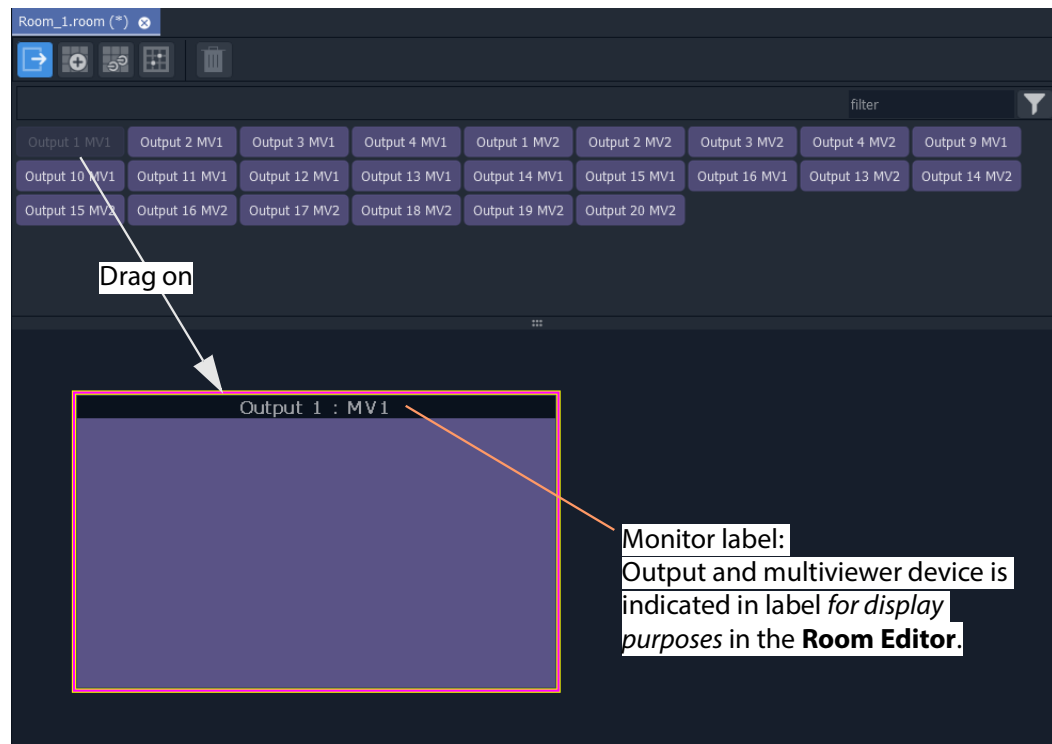 Room_1.room (*)
filter
Output 1 MV1 Output 2 MV1 Output 3 MV1 Output 4 MV1 Output 1 MV2 Output 2 MV2 Output 3 MV2 Output 4 MV2 Output 9 MV1
Output 10 MV1 Output 11 MV1 Output 12 MV1 Output 13 MV1 Output 14 MV1 Output 15 MV1 Output 16 MV1 Output 13 MV2 Output 14 MV2
Output 15 MV2 Output 16 MV2 Output 17 MV2 Output 18 MV2 Output 19 MV2 Output 20 MV2
Drag on
Output 1 : MV1
Monitor label:
Output and multiviewer device is
indicated in label for display
purposes in the Room Editor.